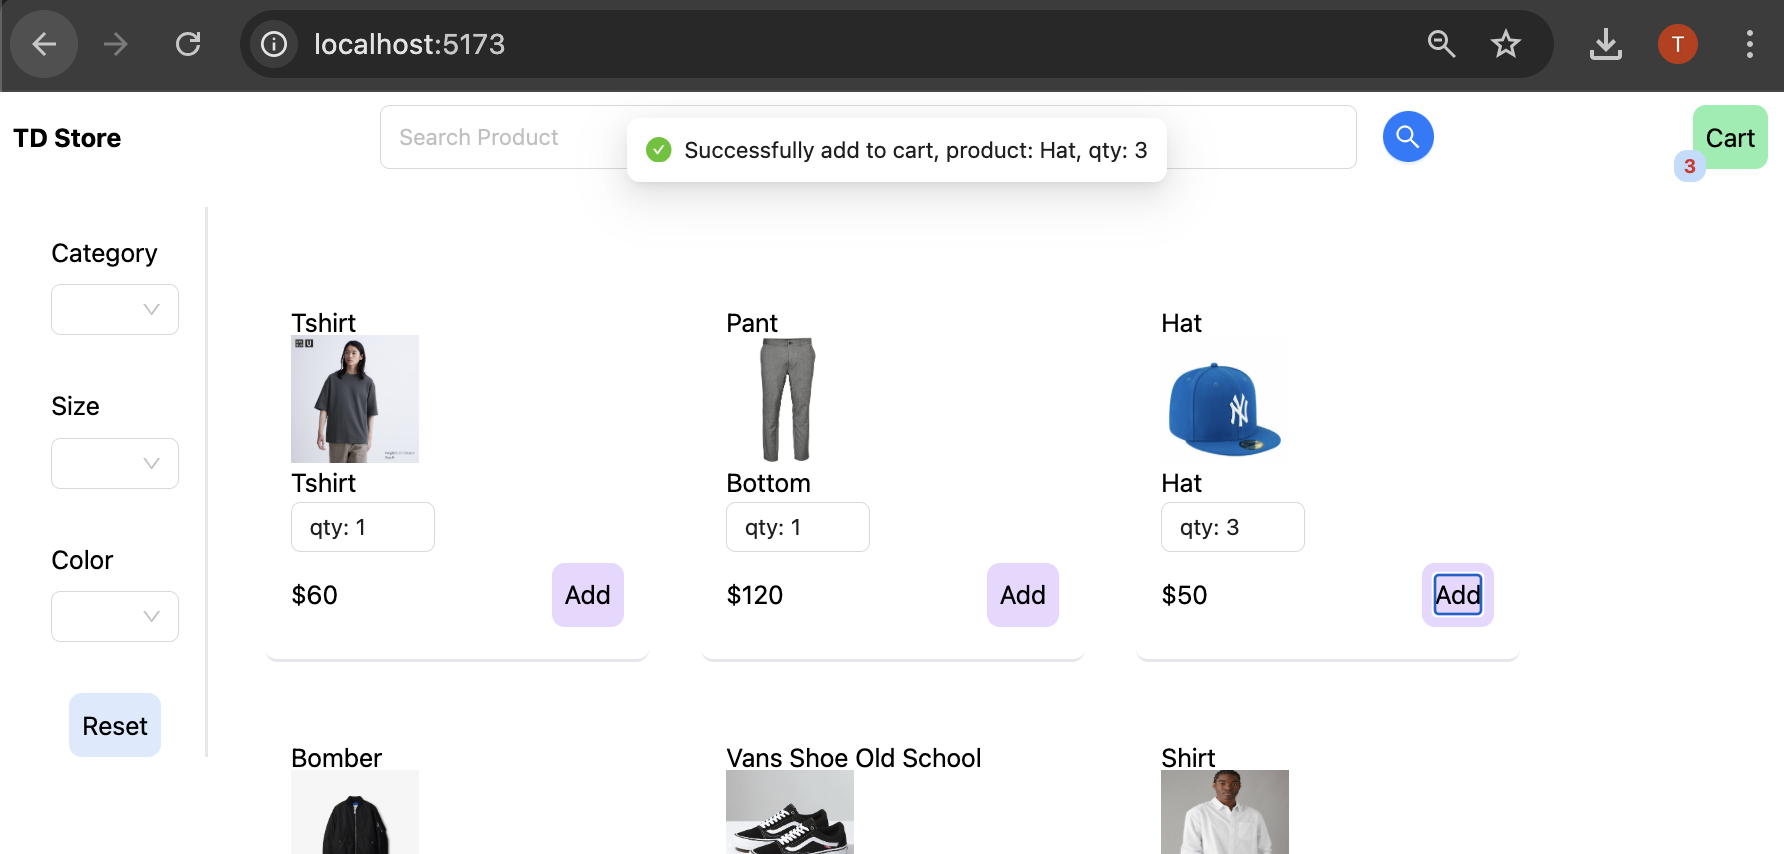 localhost:5173
T
TD Store
Search Product
Successfully add to cart, product: Hat, qty: 3
Cart
3
Category
Size
Color
Reset
Tshirt
U
Tshirt
qty: 1
$60
Add
Pant
Bottom
qty: 1
$120
Add
Hat
NY
Hat
qty: 3
$50
Add
Bomber
Vans Shoe Old School
Shirt